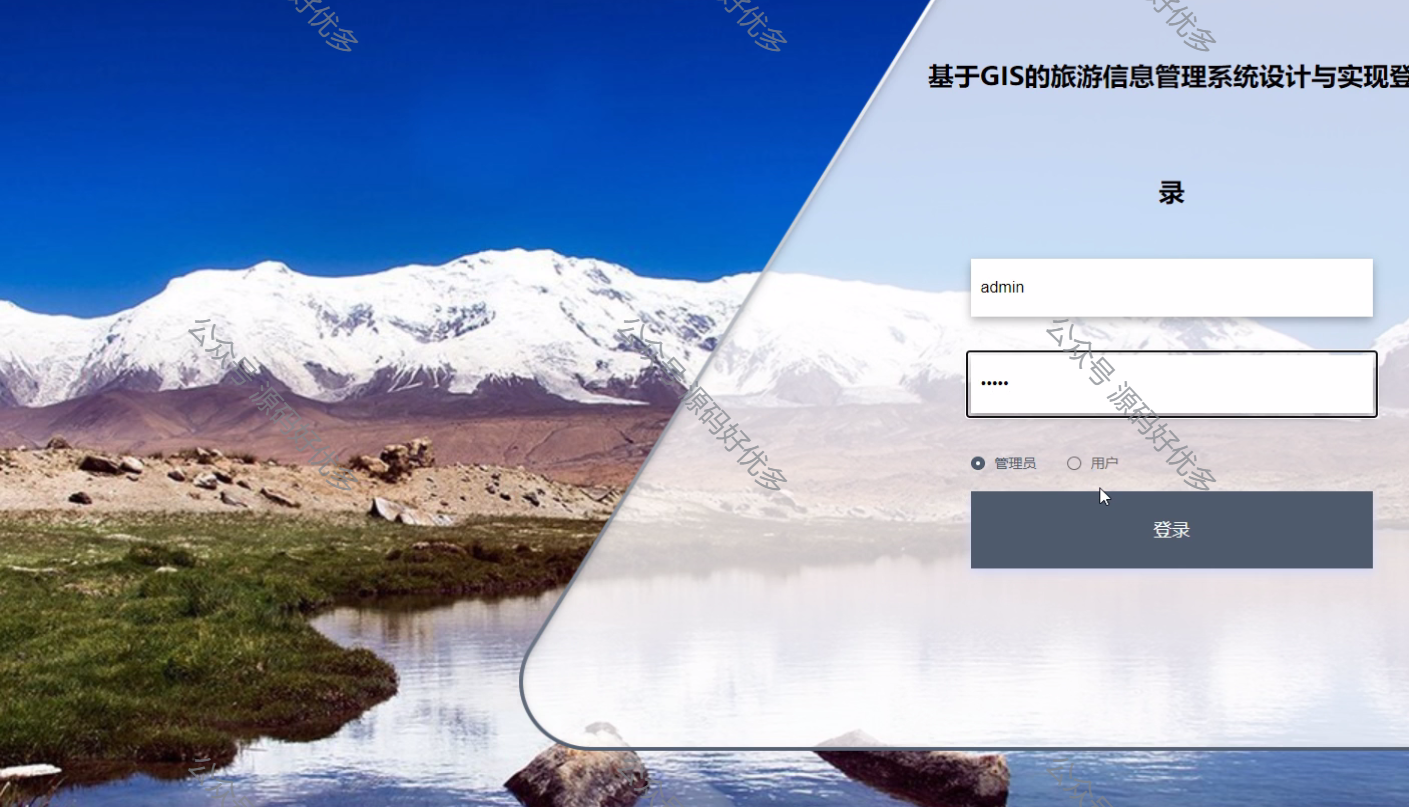 好优多
好优多
好优多
基于GIS的旅游信息管理系统设计与实现登
录
admin
公众号 源码好优多
公众号 源码好优多
公众号 源码好优多
•••••
管理员 用户
登录